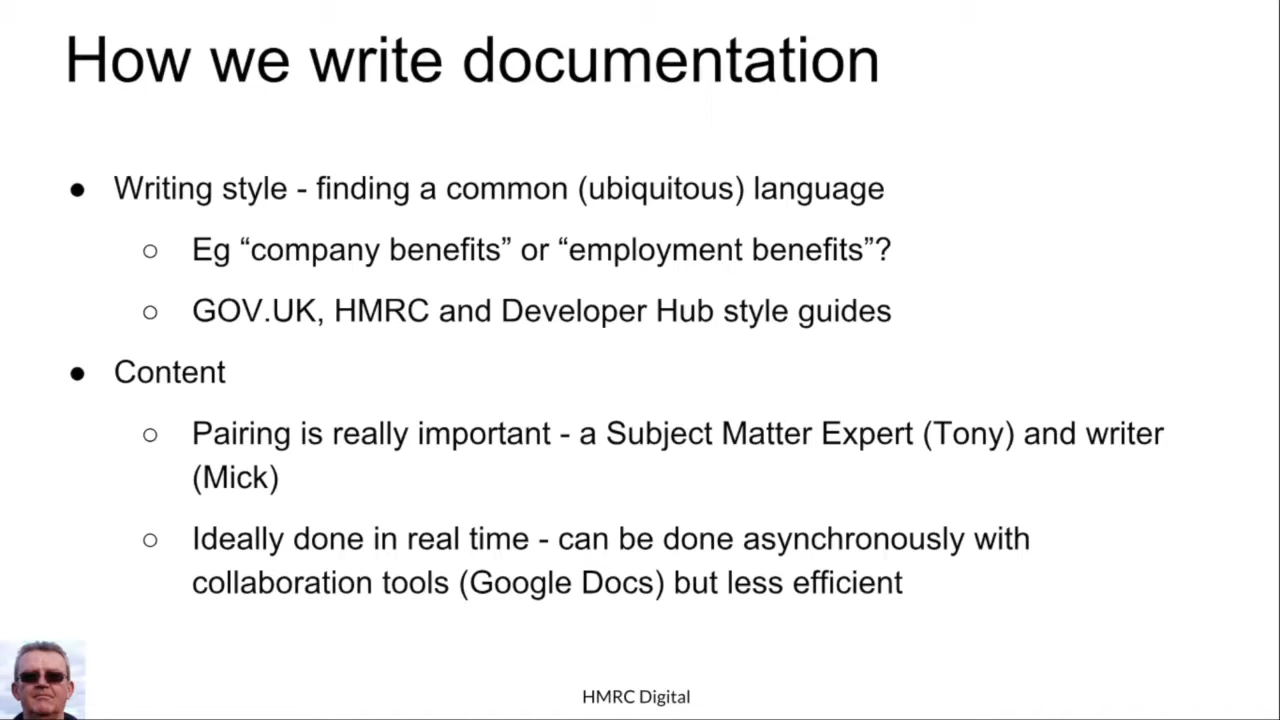 How we write documentation
● Writing style - finding a common (ubiquitous) language
○ Eg “company benefits” or “employment benefits”?
○ GOV.UK, HMRC and Developer Hub style guides
● Content
○ Pairing is really important - a Subject Matter Expert (Tony) and writer
(Mick)
○ Ideally done in real time - can be done asynchronously with
collaboration tools (Google Docs) but less efficient
HMRC Digital